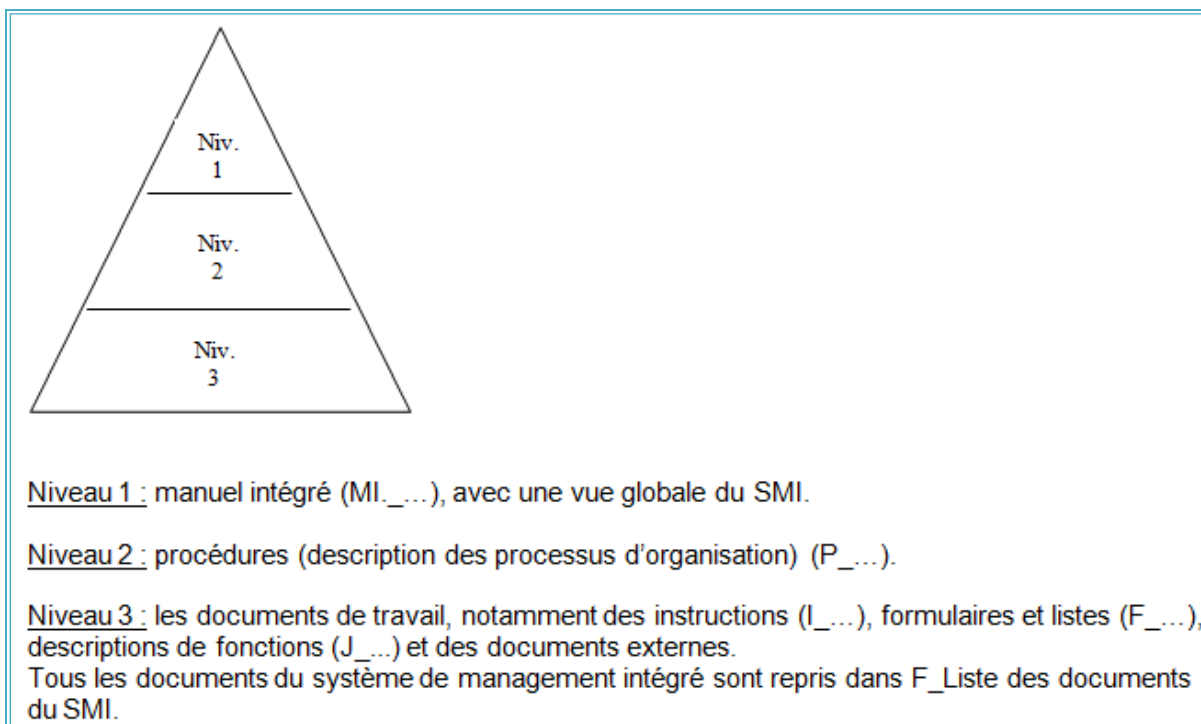 Niv.
1
Niv.
2
Niv.
3
Niveau 1 : manuel intégré (MI._...), avec une vue globale du SMI.
Niveau 2 : procédures (description des processus d'organisation) (P_...).
Niveau 3 : les documents de travail, notamment des instructions (I_...), formulaires et listes (F_...),
descriptions de fonctions (J_...) et des documents externes.
Tous les documents du système de management intégré sont repris dans F_Liste des documents
du SMI.